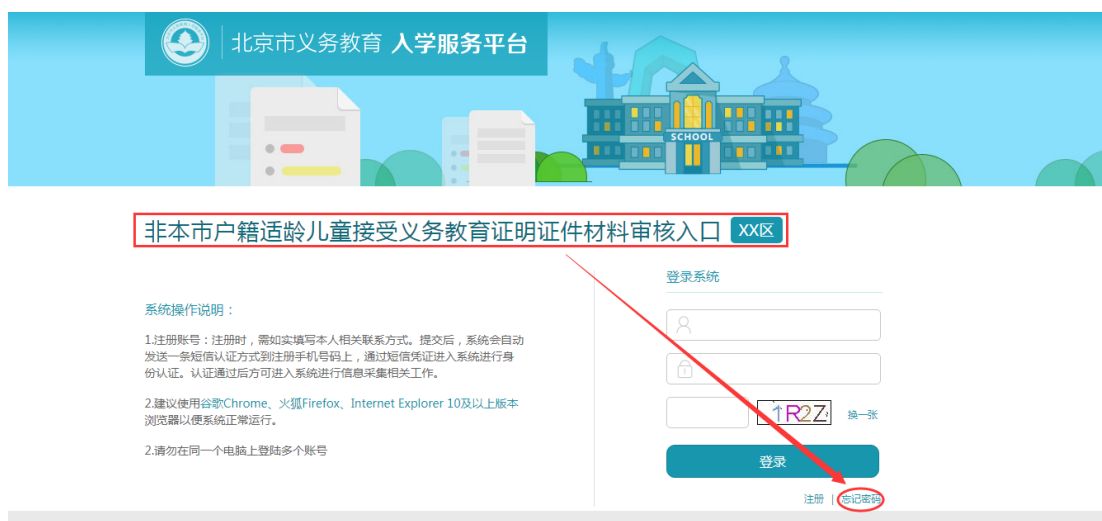 北京市义务教育 入学服务平台
SCHOOL
非本市户籍适龄儿童接受义务教育证明证件材料审核入口 XX区
登录系统
系统操作说明：
1.注册账号：注册时，需如实填写本人相关联系方式。提交后，系统会自动
发送一条短信认证方式到注册手机号码上，通过短信凭证进入系统进行身
份认证。认证通过后方可进入系统进行信息采集相关工作。
2.建议使用谷歌Chrome、火狐Firefox、Internet Explorer 10及以上版本
浏览器以便系统正常运行。
2.请勿在同一个电脑上登陆多个账号
换一张
登录
注册 | 忘记密码